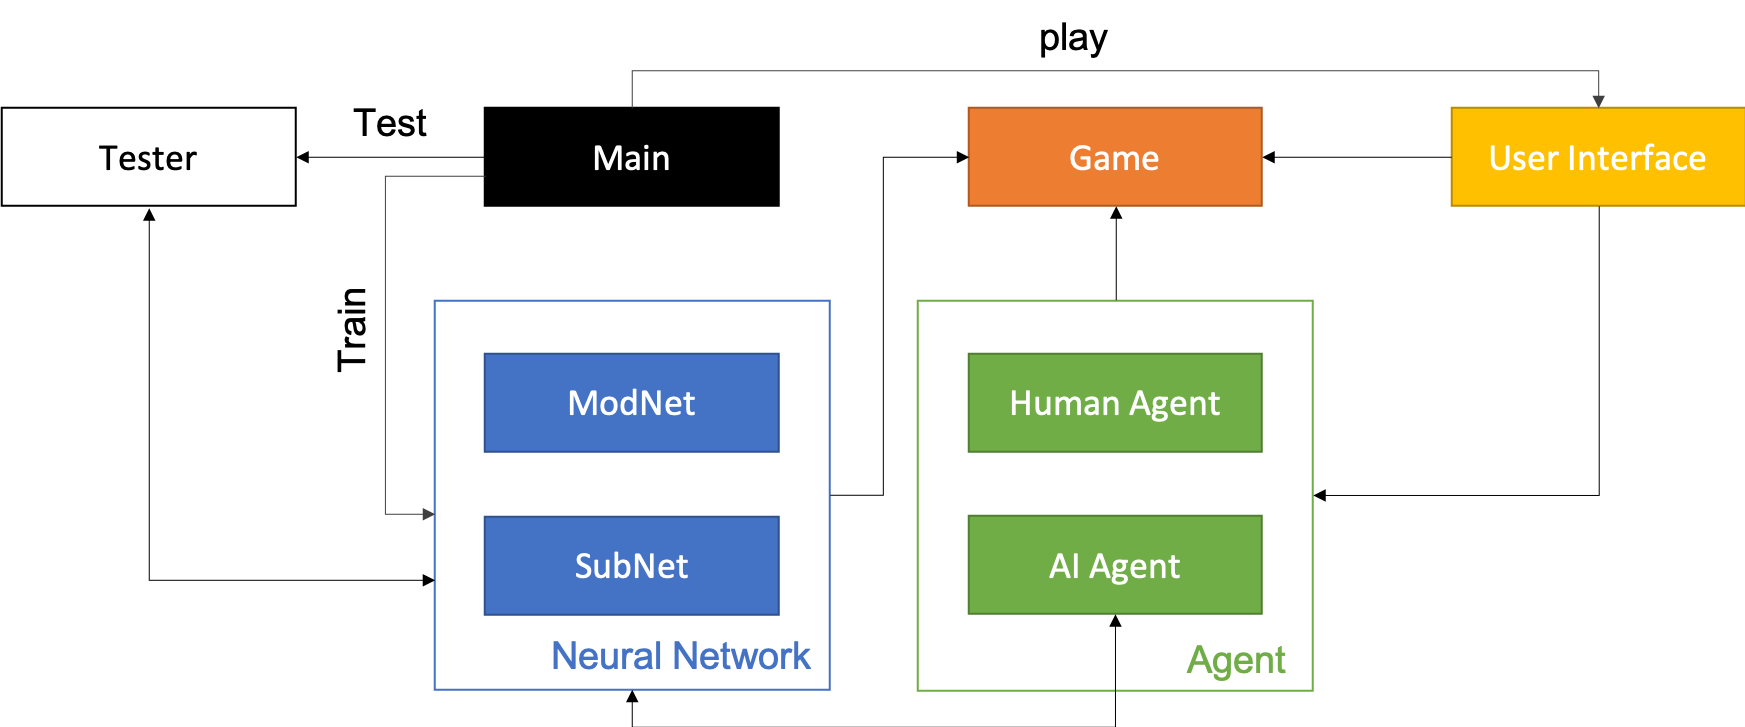 play
Test
Tester
Main
Game
User Interface
Train
ModNet
Human Agent
SubNet
AI Agent
Neural Network
Agent